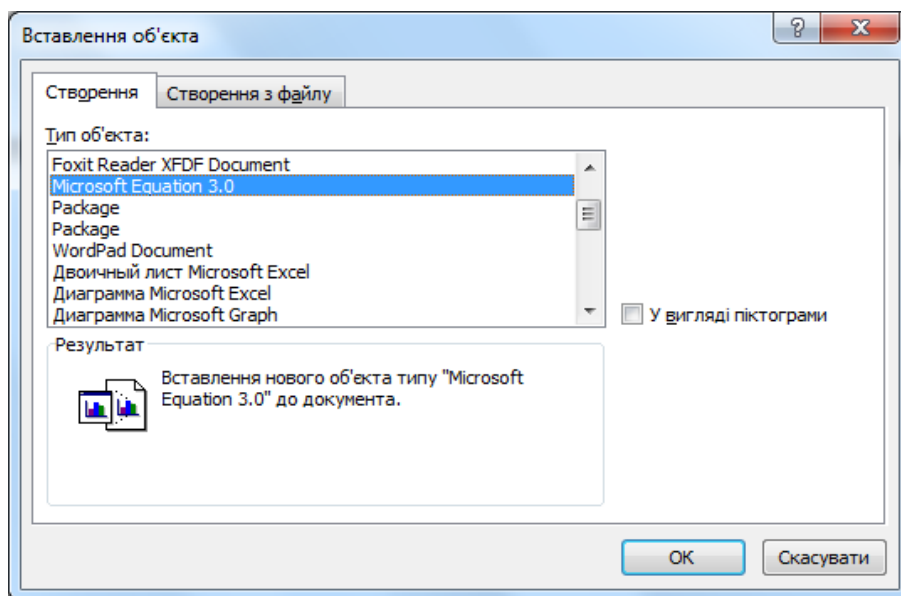 Вставлення об'єкта
Створення
Створення з файлу
Тип об'єкта:
Foxit Reader XFDF Document
Microsoft Equation 3.0
Package
Package
WordPad Document
Двоичный лист Microsoft Excel
Диаграмма Microsoft Excel
Диаграмма Microsoft Graph
У вигляді піктограми
Результат
Вставлення нового об'єкта типу "Microsoft
Equation 3.0" до документа.
ОК
Скасувати